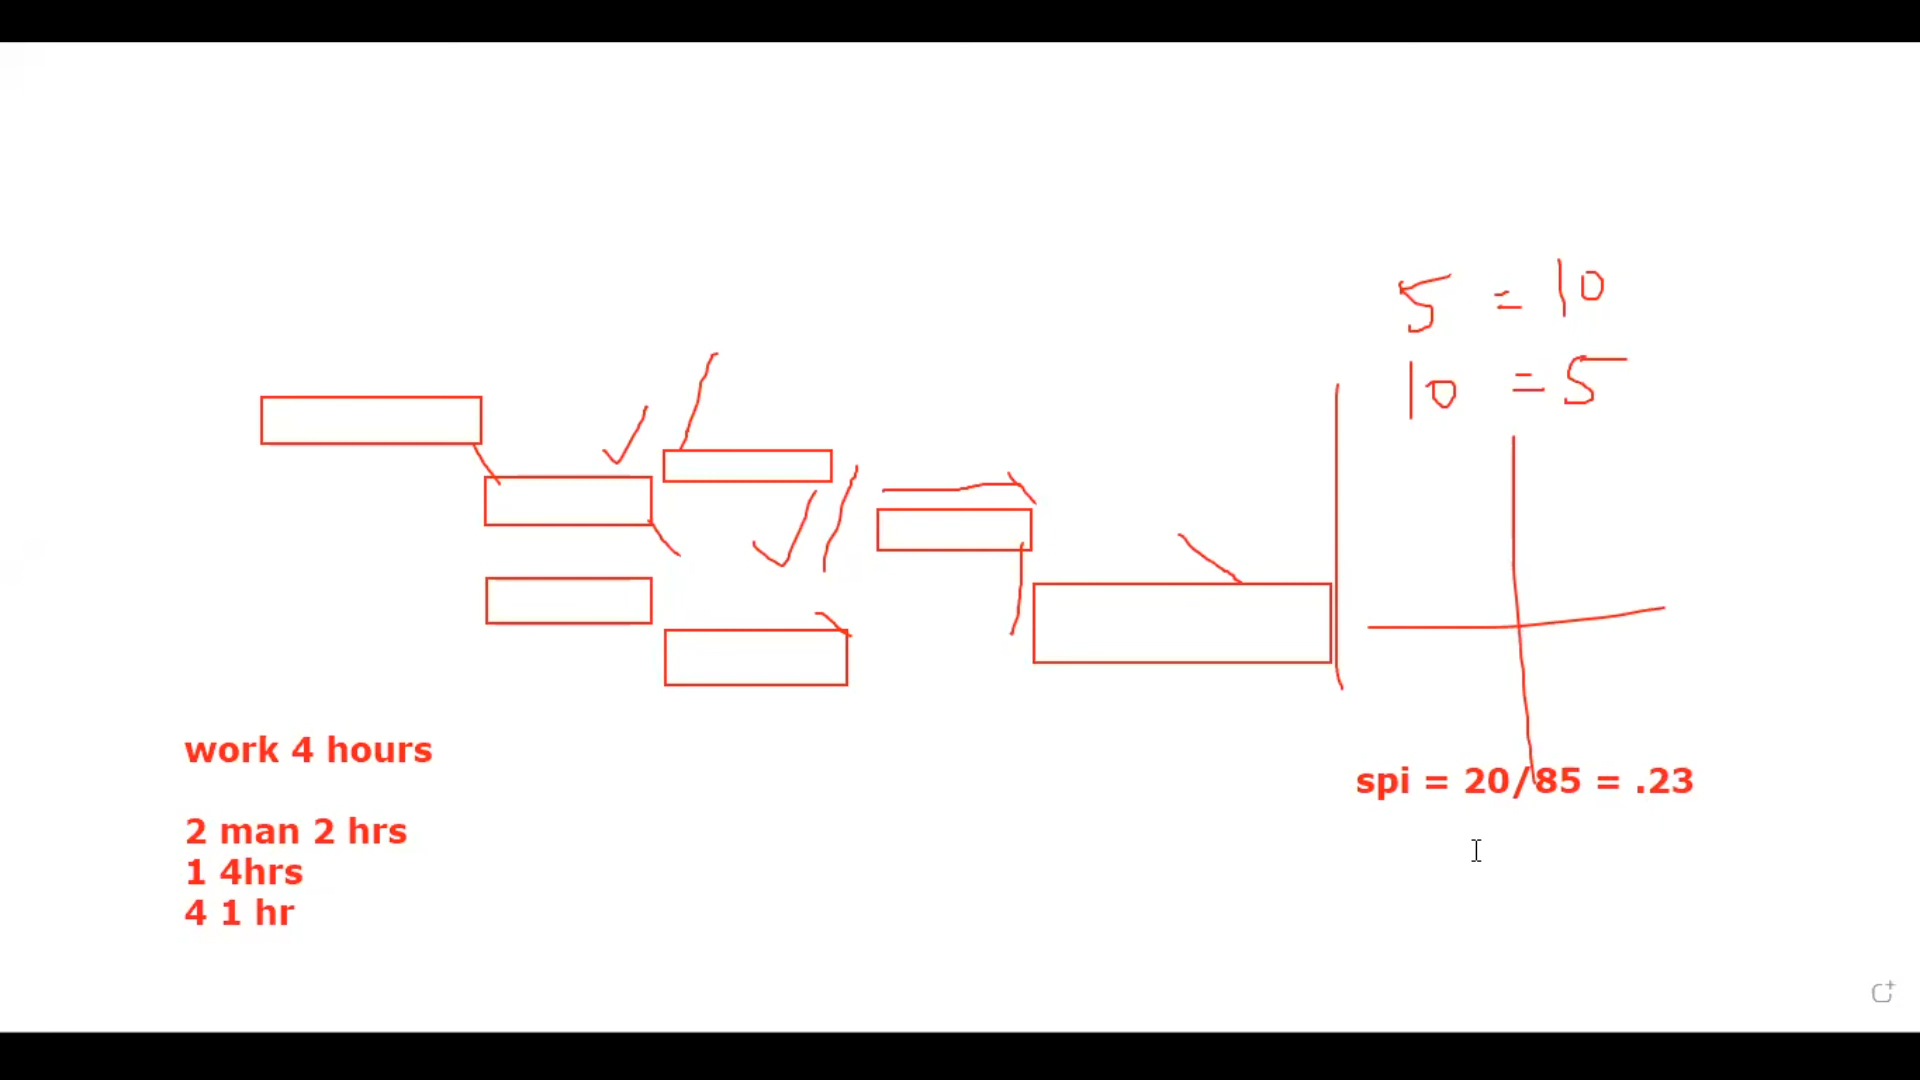 5 = 10
10 = 5
work 4 hours
2 man 2 hrs
1 4hrs
4 1 hr
spi = 20/85 = .23